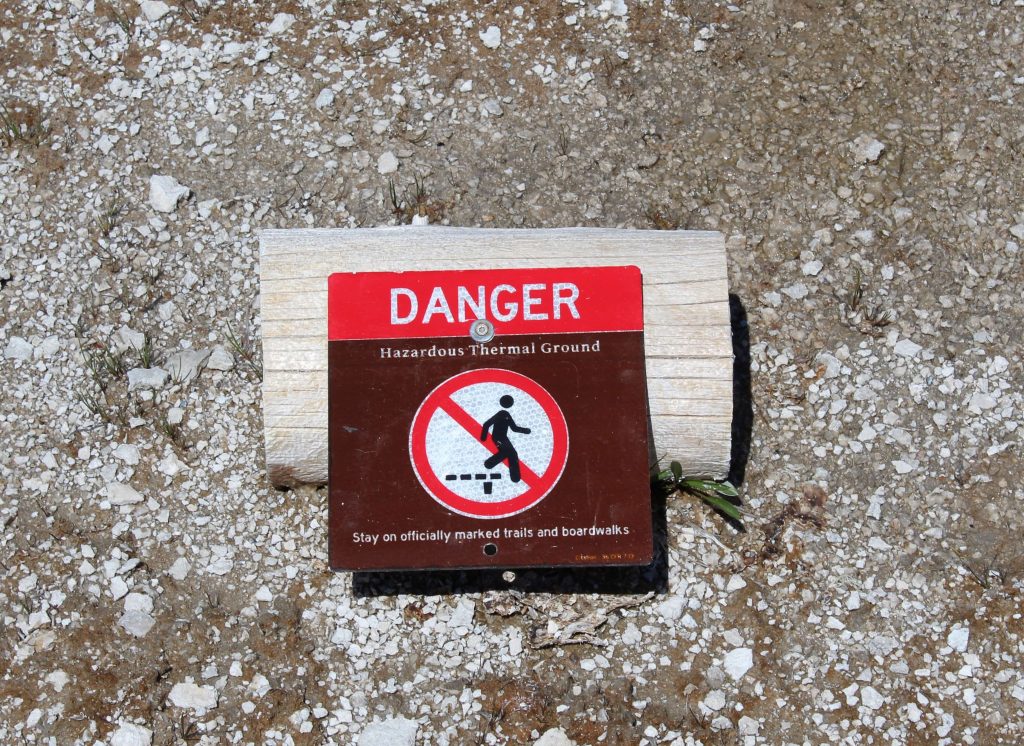 DANGER
Hazardous Thermal Ground
Stay on officially marked trails and boardwalks